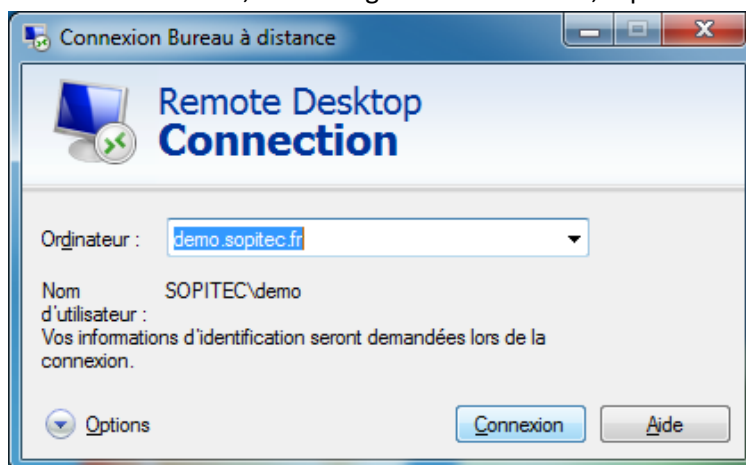 Connexion Bureau à distance
Remote Desktop
Connection
Ordinateur : demo.sopitec.fr
Nom SOPITEC\demo
d'utilisateur :
Vos informations d'identification seront demandées lors de la
connexion.
Options Connexion Aide